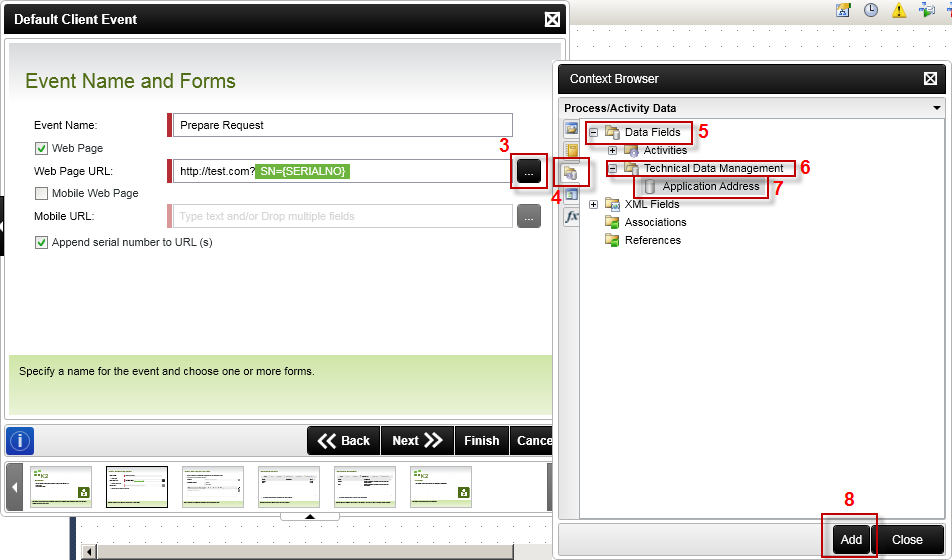 Default Client Event
Event Name and Forms
Event Name: Prepare Request
Web Page
3
Web Page URL: http://test.com? SN={SERIALNO} ...
Mobile Web Page
Mobile URL: Type text and/or Drop multiple fields ...
Append serial number to URL (s)
Specify a name for the event and choose one or more forms.
Back Next Finish Cance
K2
K2
Context Browser
Process/Activity Data
Data Fields 5
Activities
Technical Data Management 6
Application Address 7
4
XML Fields
fx
Associations
References
8
Add Close